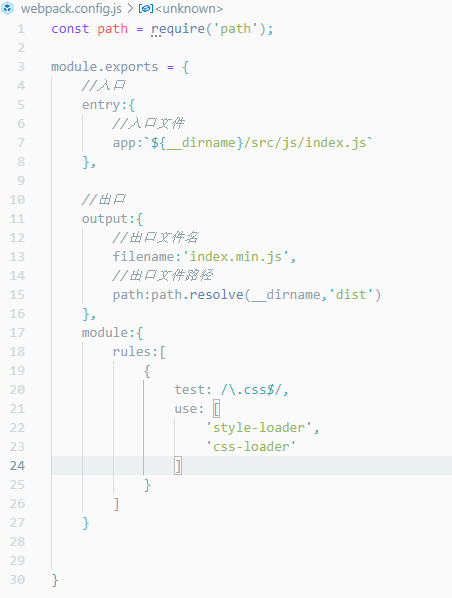 webpack.config.js > <unknown>
1 const path = require('path');
2
3 module.exports = {
4 //入口
5 entry:{
6 //入口文件
7 app:`${__dirname}/src/js/index.js`
8 },
9
10 //出口
11 output:{
12 //出口文件名
13 filename:'index.min.js',
14 //出口文件路径
15 path:path.resolve(__dirname,'dist')
16 },
17 module:{
18 rules:[
19 {
20 test: /\.css$/,
21 use: [
22 'style-loader',
23 'css-loader'
24 ]
25 }
26 ]
27 }
28
29
30 }